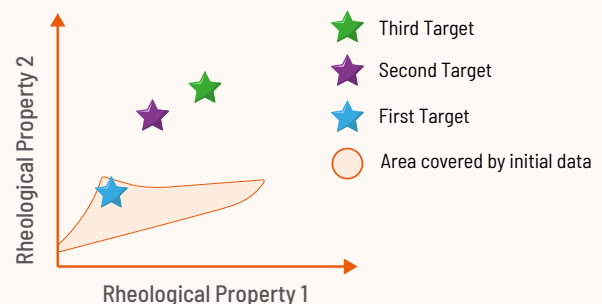 Rheological Property 2
Third Target
Second Target
First Target
Area covered by initial data
Rheological Property 1